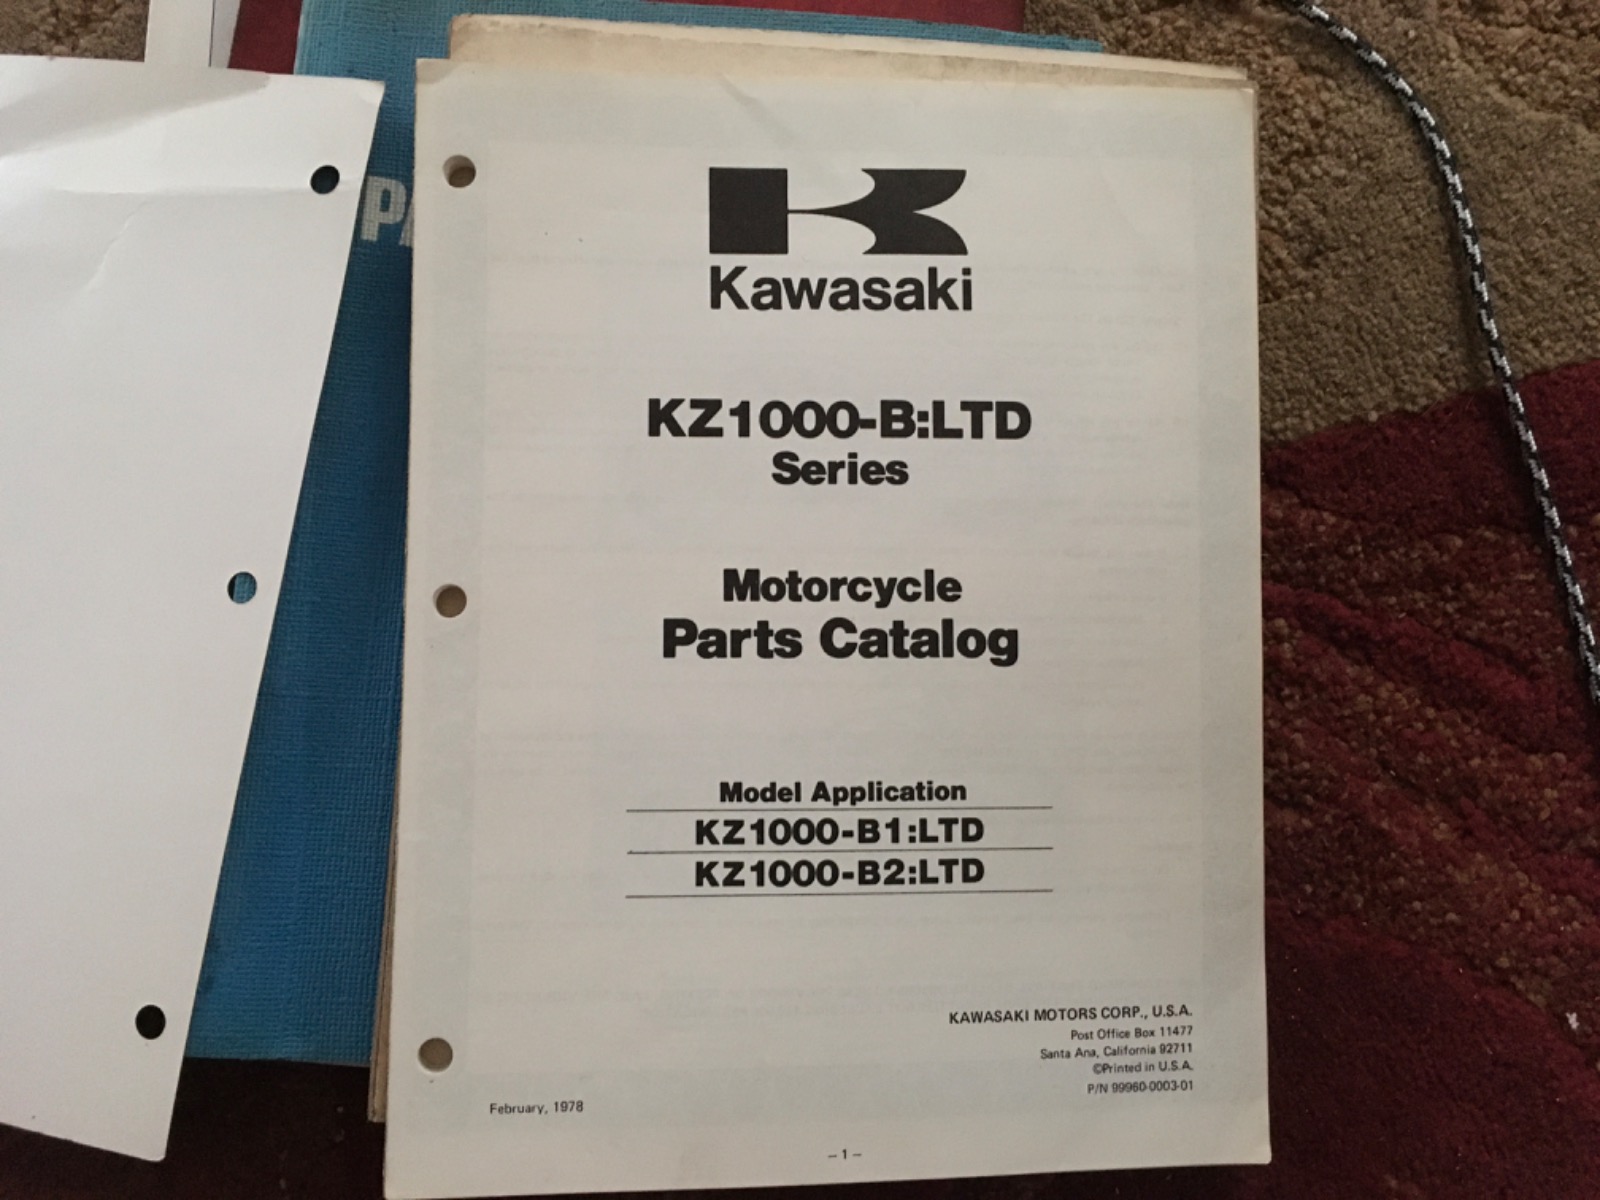 PA
Kawasaki
KZ1000-B:LTD
Series
Motorcycle
Parts Catalog
Model Application
KZ1000-B1:LTD
KZ1000-B2:LTD
KAWASAKI MOTORS CORP., U.S.A.
Post Office Box 11477
Santa Ana, California 92711
©Printed in U.S.A.
P/N 99960-0003-01
February, 1978
– 1 –